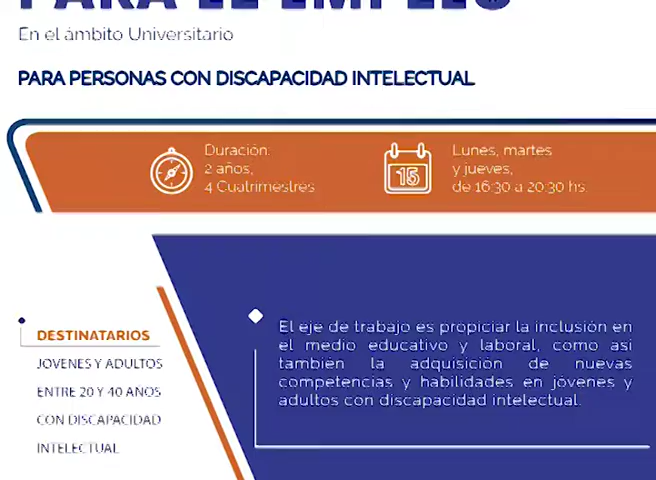 PARA EL EMPLEO
En el ámbito Universitario
PARA PERSONAS CON DISCAPACIDAD INTELECTUAL
Duración:
2 años,
4 Cuatrimestres
15
Lunes, martes
y jueves,
de 16:30 a 20:30 hs.
DESTINATARIOS
JOVENES Y ADULTOS
ENTRE 20 Y 40 AÑOS
CON DISCAPACIDAD
INTELECTUAL
El eje de trabajo es propiciar la inclusión en
el medio educativo y laboral, como así
también la adquisición de nuevas
competencias y habilidades en jóvenes y
adultos con discapacidad intelectual.